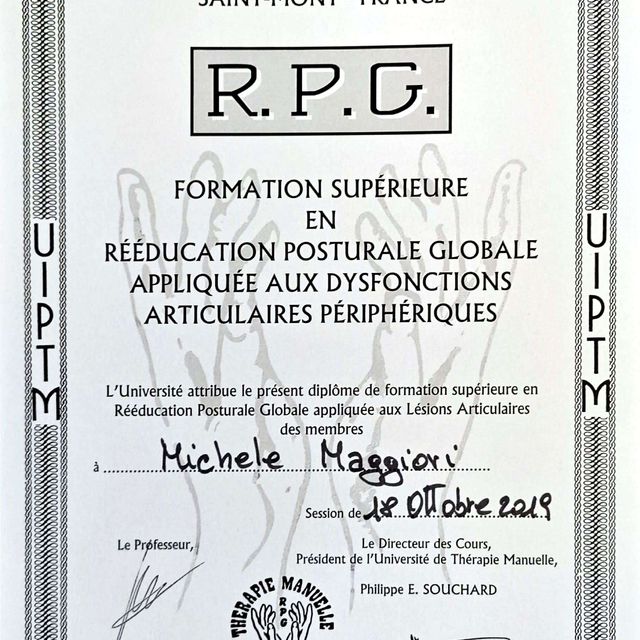 SAINT-MONT - FRANCE
R.P.G.
FORMATION SUPÉRIEURE
EN
RÉÉDUCATION POSTURALE GLOBALE
APPLIQUÉE AUX DYSFONCTIONS
ARTICULAIRES PÉRIPHÉRIQUES
UIPTM
UIPTM
L'Université attribue le présent diplôme de formation supérieure en
Rééducation Posturale Globale appliquée aux Lésions Articulaires
des membres
à Michele Maggiori
Session de 18 Ottobre 2019
Le Professeur,
Le Directeur des Cours,
Président de l'Université de Thérapie Manuelle,
Philippe E. SOUCHARD
THERAPIE MANUELLE
RPG